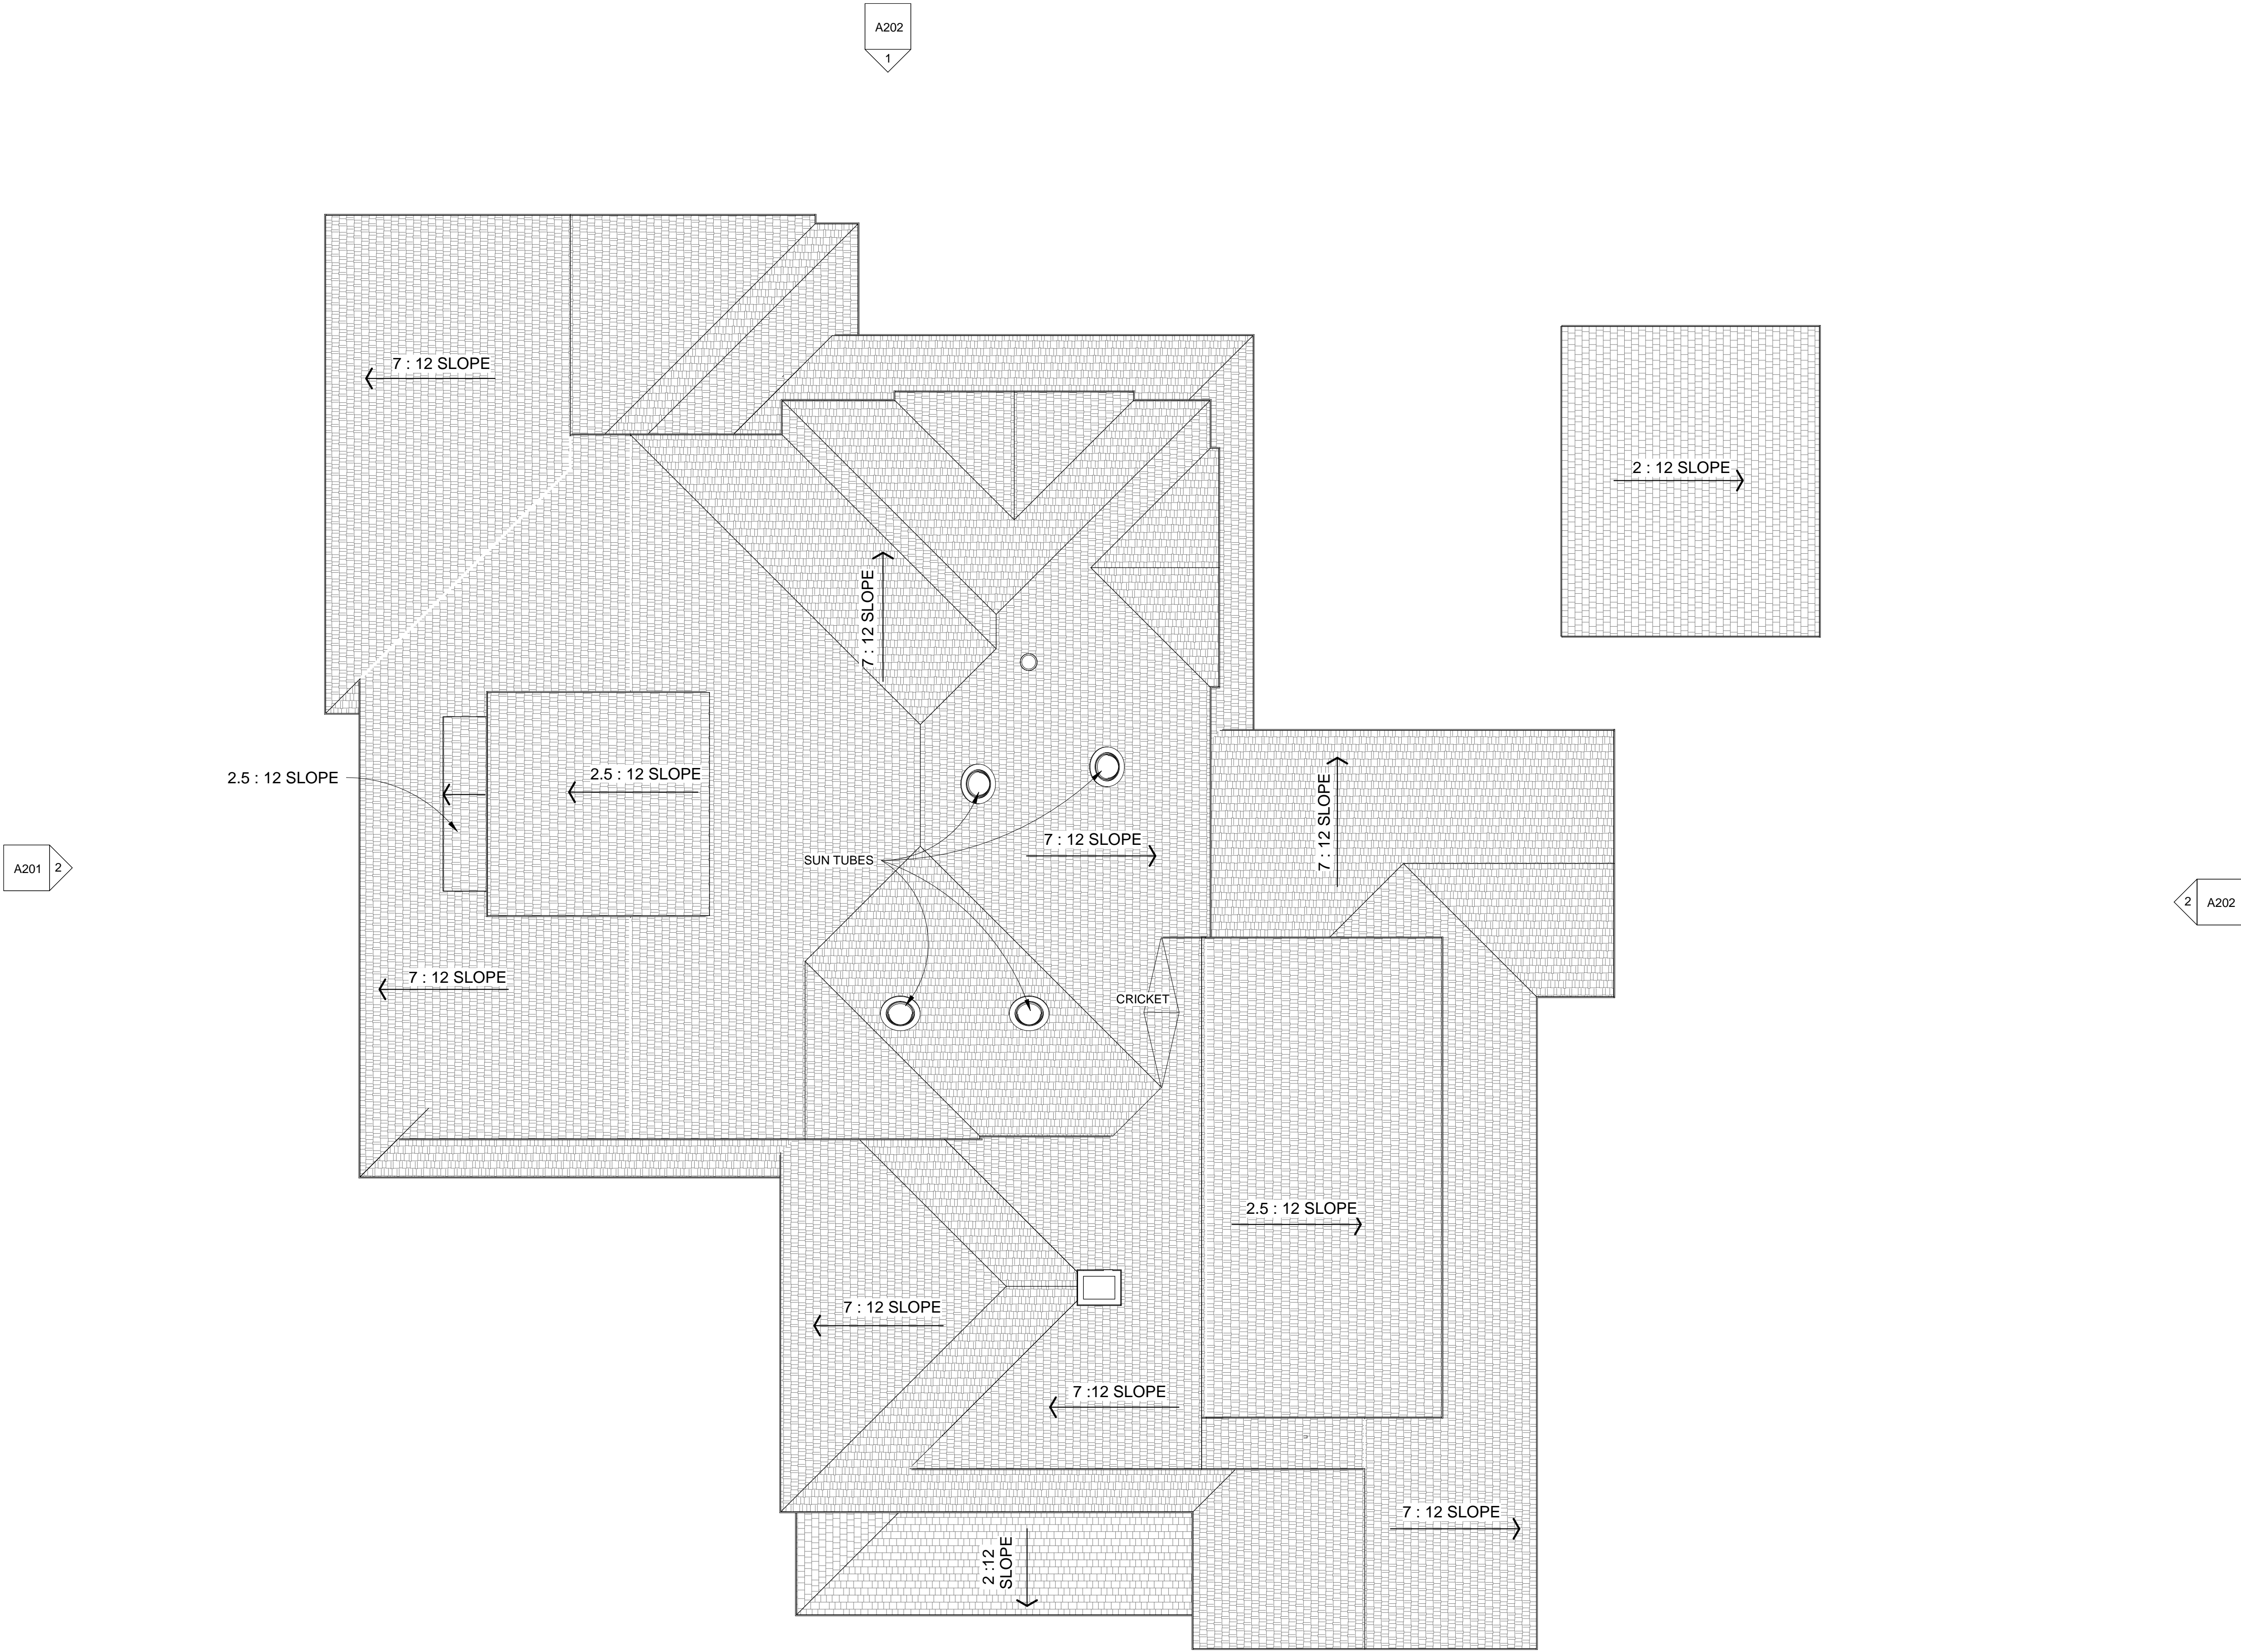 A202
1
7 : 12 SLOPE
2 : 12 SLOPE
7 : 12 SLOPE
2.5 : 12 SLOPE
2.5 : 12 SLOPE
7 : 12 SLOPE
SUN TUBES
7 : 12 SLOPE
A201
2
2
A202
7 : 12 SLOPE
CRICKET
2.5 : 12 SLOPE
7 : 12 SLOPE
7 :12 SLOPE
7 : 12 SLOPE
2 :12
SLOPE